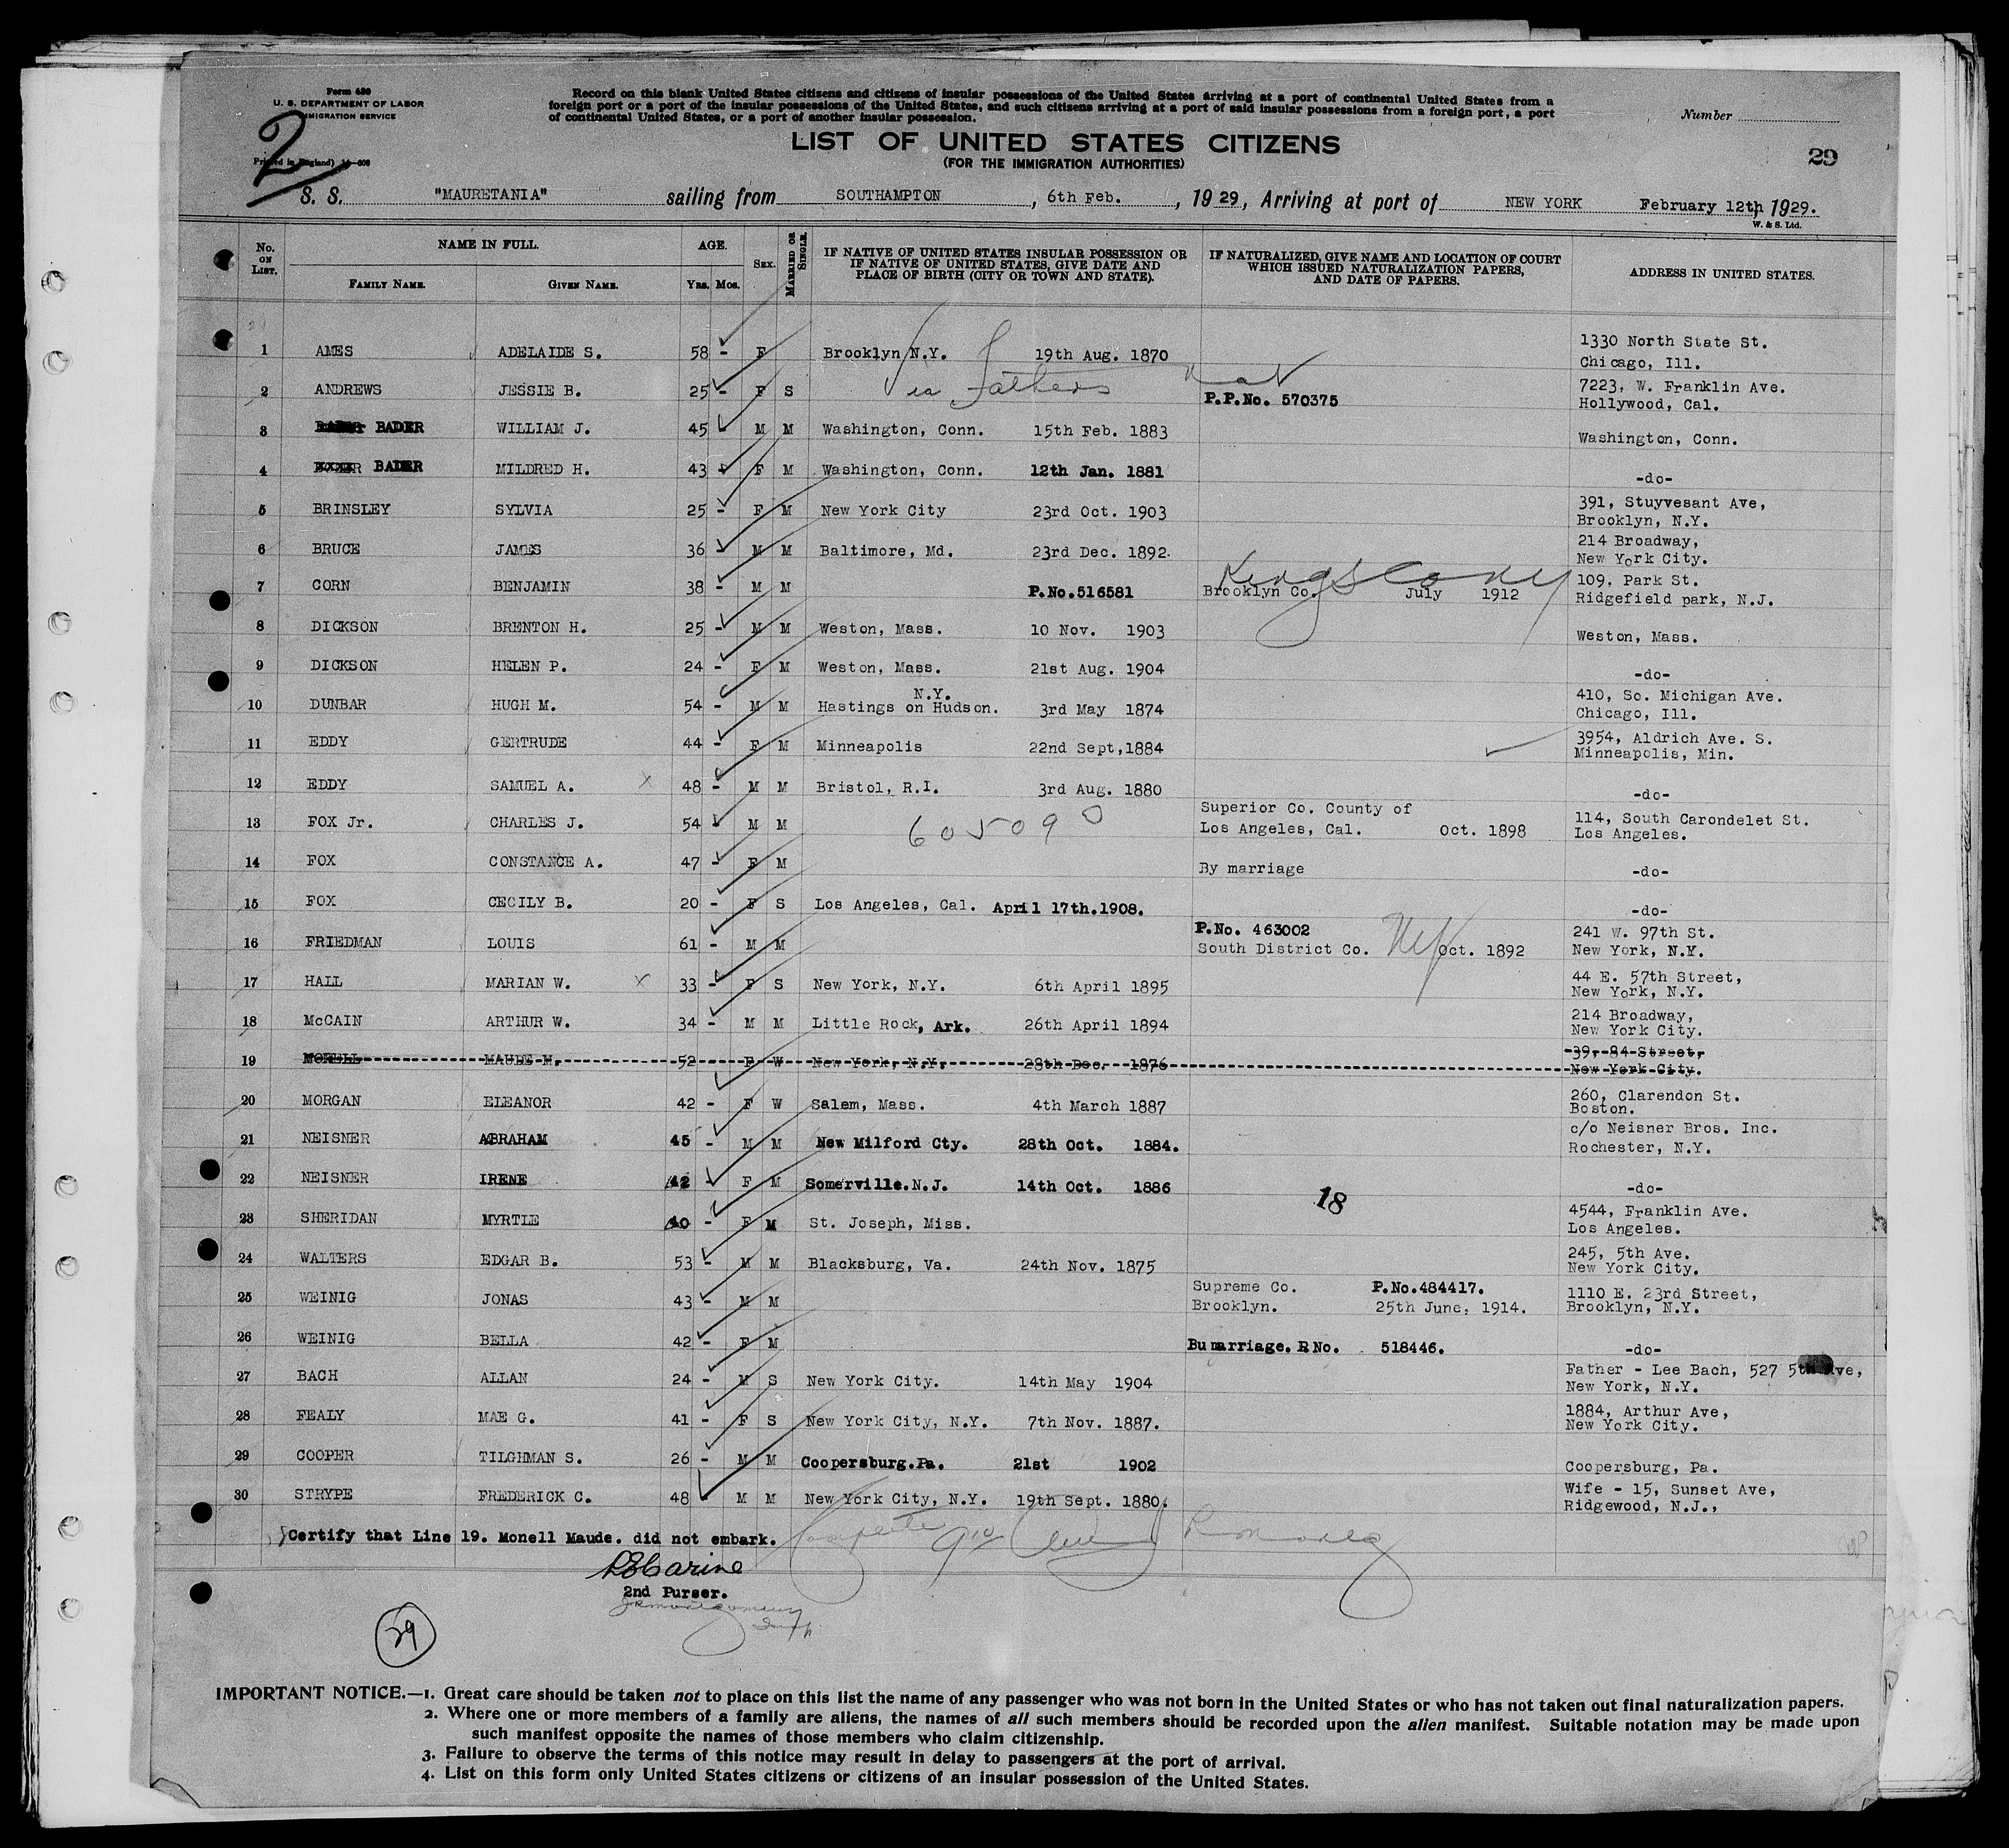 Form 630
U. S. DEPARTMENT OF LABOR
IMMIGRATION SERVICE
Record on this blank United States citizens and citizens of insular possessions of the United States arriving at a port of continental United States from a
foreign port or a port of the insular possessions of the United States, and such citizens arriving at a port of said insular possessions from a foreign port, a port
of continental United States, or a port of another insular possession.
Number
2
LIST OF UNITED STATES CITIZENS
(FOR THE IMMIGRATION AUTHORITIES)
29
S. S. "MAURETANIA" sailing from SOUTHAMPTON, 6th Feb., 1929, Arriving at port of NEW YORK February 12th, 1929.
W. & S. Ltd.
No. ON LIST. NAME IN FULL. FAMILY NAME. GIVEN NAME. AGE. Yrs. Mos. SEX. MARRIED OR SINGLE. IF NATIVE OF UNITED STATES INSULAR POSSESSION OR IF NATIVE OF UNITED STATES, GIVE DATE AND PLACE OF BIRTH (CITY OR TOWN AND STATE). IF NATURALIZED, GIVE NAME AND LOCATION OF COURT WHICH ISSUED NATURALIZATION PAPERS, AND DATE OF PAPERS. ADDRESS IN UNITED STATES.
1 AMES ADELAIDE S. 58 - F Brooklyn N.Y. 19th Aug. 1870 1330 North State St. Chicago, Ill.
2 ANDREWS JESSIE B. 25 - F S via Fathers nat P.P.No. 570375 7223, W. Franklin Ave. Hollywood, Cal.
3 BADER WILLIAM J. 45 - M M Washington, Conn. 15th Feb. 1883 Washington, Conn.
4 BADER MILDRED H. 43 - F M Washington, Conn. 12th Jan. 1881 -do-
5 BRINSLEY SYLVIA 25 - F M New York City 23rd Oct. 1903 391, Stuyvesant Ave, Brooklyn, N.Y.
6 BRUCE JAMES 36 - M M Baltimore, Md. 23rd Dec. 1892. 214 Broadway, New York City.
7 CORN BENJAMIN 38 - M M P.No.516581 Kings Cony Brooklyn Co. July 1912 109, Park St. Ridgefield park, N.J.
8 DICKSON BRENTON H. 25 - M M Weston, Mass. 10 Nov. 1903 Weston, Mass.
9 DICKSON HELEN P. 24 - F M Weston, Mass. 21st Aug. 1904 -do-
10 DUNBAR HUGH M. 54 - M M Hastings on Hudson. N.Y. 3rd May 1874 410, So. Michigan Ave. Chicago, Ill.
11 EDDY GERTRUDE 44 - F M Minneapolis 22nd Sept,1884 3954, Aldrich Ave. S. Minneapolis, Min.
12 EDDY SAMUEL A. X 48 - M M Bristol, R.I. 3rd Aug. 1880 -do-
13 FOX Jr. CHARLES J. 54 - M M 605090 Superior Co. County of Los Angeles, Cal. Oct. 1898 114, South Carondelet St. Los Angeles.
14 FOX CONSTANCE A. 47 - F M By marriage -do-
15 FOX CECILY B. 20 - F S Los Angeles, Cal. April 17th.1908. -do-
16 FRIEDMAN LOUIS 61 - M M P.No. 463002 South District Co. NY Oct. 1892 241 W. 97th St. New York, N.Y.
17 HALL MARIAN W. X 33 - F S New York, N.Y. 6th April 1895 44 E. 57th Street, New York, N.Y.
18 McCAIN ARTHUR W. 34 - M M Little Rock, Ark. 26th April 1894 214 Broadway, New York City.
19 MONELL MAUDE M. 52 F W New York, N.Y. 28th Dec. 1876 39, 84 Street, New York City.
20 MORGAN ELEANOR 42 - F W Salem, Mass. 4th March 1887 260, Clarendon St. Boston.
21 NEISNER ABRAHAM 45 - M M New Milford Cty. 28th Oct. 1884. c/o Neisner Bros. Inc. Rochester, N.Y.
22 NEISNER IRENE 42 - F M Somerville.N.J. 14th Oct. 1886 -do-
18
23 SHERIDAN MYRTLE 40 - F M St. Joseph, Miss. 4544, Franklin Ave. Los Angeles.
24 WALTERS EDGAR B. 53 - M M Blacksburg, Va. 24th Nov. 1875 245, 5th Ave. New York City.
25 WEINIG JONAS 43 - M M Supreme Co. P.No.484417. Brooklyn. 25th June, 1914. 1110 E. 23rd Street, Brooklyn, N.Y.
26 WEINIG BELLA 42 - F M Bu marriage. P.No. 518446. -do-
27 BACH ALLAN 24 - M S New York City. 14th May 1904 Father - Lee Bach, 527 5th Ave, New York, N.Y.
28 FEALY MAE G. 41 - F S New York City, N.Y. 7th Nov. 1887. 1884, Arthur Ave, New York City.
29 COOPER TILGHMAN S. 26 - M M Coopersburg.Pa. 21st 1902 Coopersburg, Pa.
30 STRYPE FREDERICK C. 48 - M M New York City, N.Y. 19th Sept. 1880. Wife - 15, Sunset Ave, Ridgewood, N.J.,
Certify that Line 19. Monell Maude. did not embark.
2nd Purser.
29
IMPORTANT NOTICE.—1. Great care should be taken not to place on this list the name of any passenger who was not born in the United States or who has not taken out final naturalization papers.
2. Where one or more members of a family are aliens, the names of all such members should be recorded upon the alien manifest. Suitable notation may be made upon
such manifest opposite the names of those members who claim citizenship.
3. Failure to observe the terms of this notice may result in delay to passengers at the port of arrival.
4. List on this form only United States citizens or citizens of an insular possession of the United States.